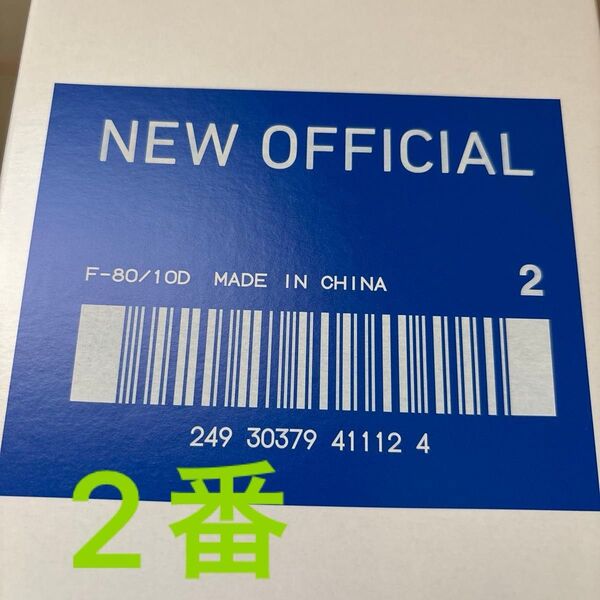 NEW OFFICIAL
F-80/10D MADE IN CHINA 2
249 30379 41112 4
2番